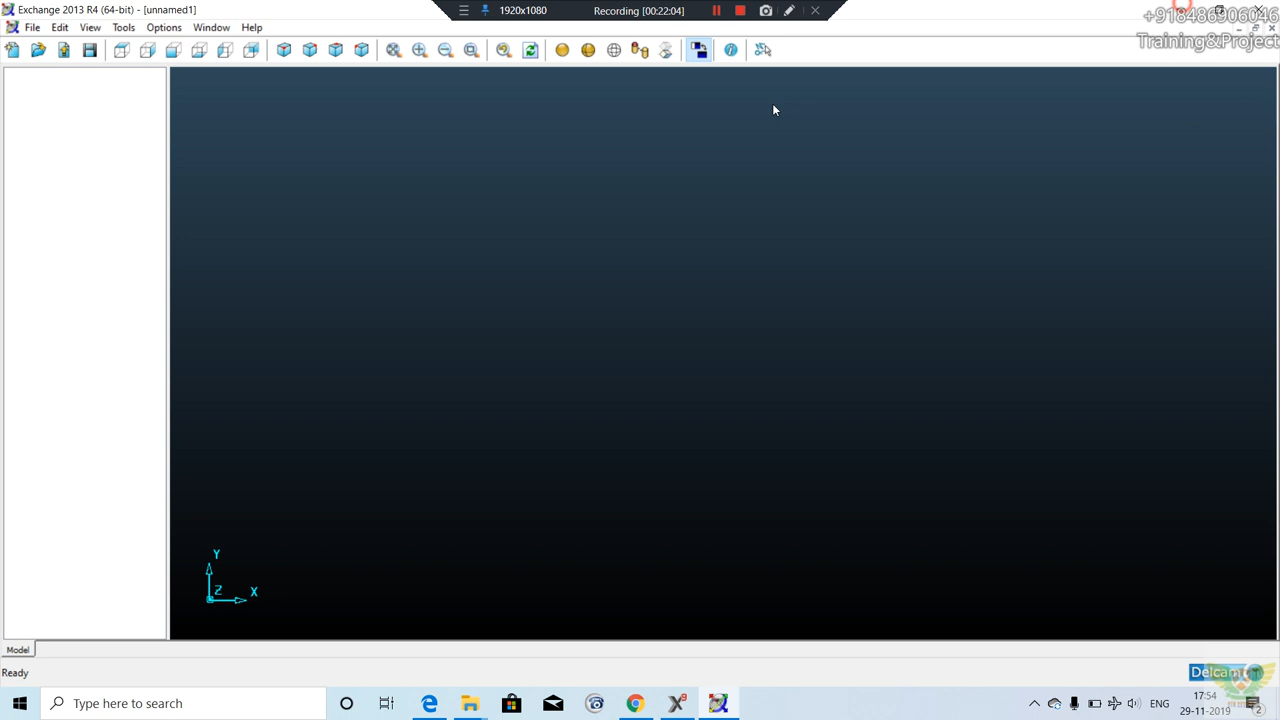 Exchange 2013 R4 (64-bit) - [unnamed1]
1920x1080
Recording [00:22:04]
+918486906046
File Edit View Tools Options Window Help
Training&Project
Y
Z
X
Model
Ready
Delcam
Type here to search
ENG
17:54
29-11-2019
2